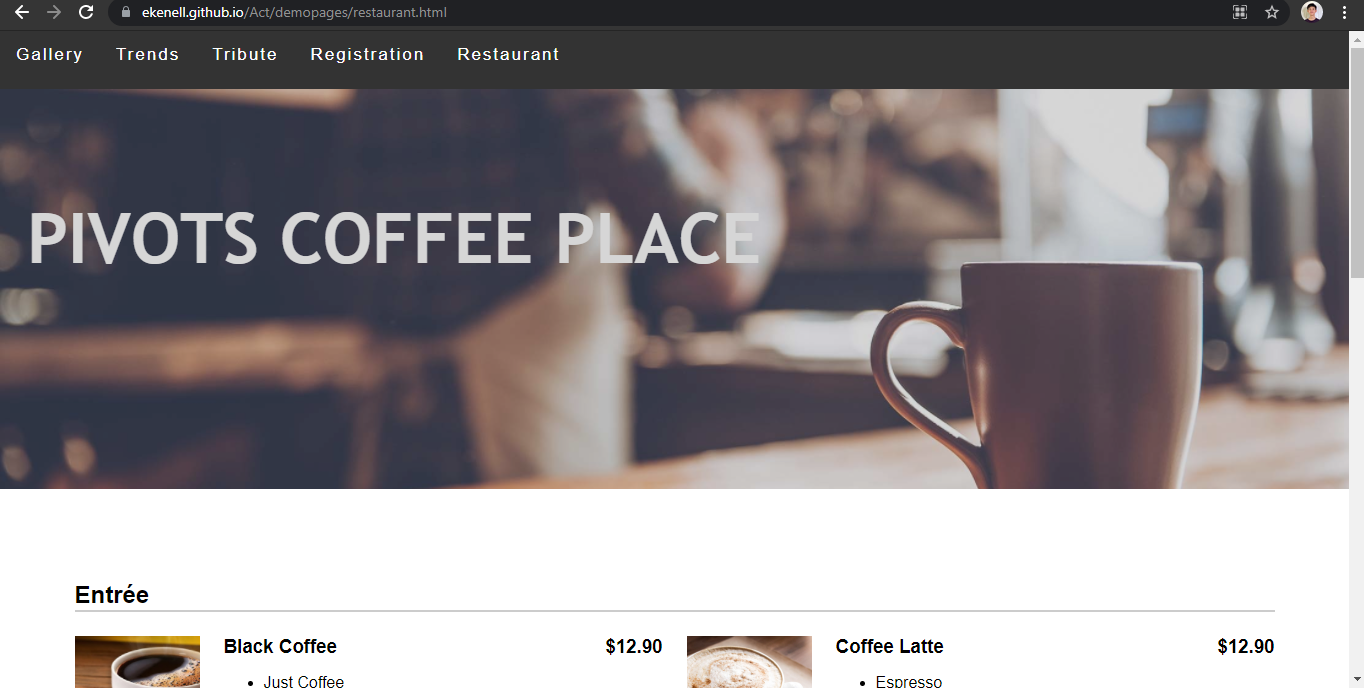 ekenell.github.io/Act/demopages/restaurant.html
Gallery Trends Tribute Registration Restaurant
PIVOTS COFFEE PLACE
Entrée
Black Coffee $12.90 Coffee Latte $12.90
Just Coffee Espresso